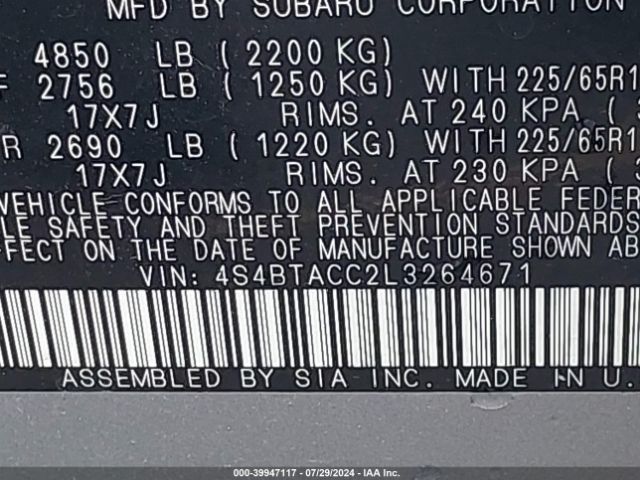 MFD BY SUBARU CORPORATION
4850 LB ( 2200 KG)
F 2756 LB ( 1250 KG) WITH 225/65R1
17X7J RIMS. AT 240 KPA (
R 2690 LB ( 1220 KG) WITH 225/65R1
17X7J RIMS. AT 230 KPA (
VEHICLE CONFORMS TO ALL APPLICABLE FEDER
LE SAFETY AND THEFT PREVENTION STANDARDS
FFECT ON THE DATE OF MANUFACTURE SHOWN AB
VIN: 4S4BTACC2L3264671
ASSEMBLED BY SIA INC. MADE IN U.
000-39947117 - 07/29/2024 - IAA, LLC